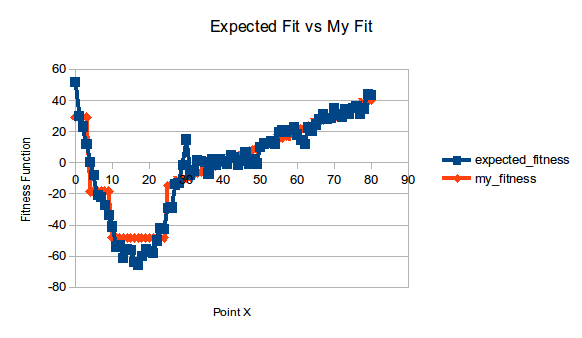 Expected Fit vs My Fit
60
40
20
0
-20
-40
-60
-80
0 10 20 30 40 50 60 70 80 90
Fitness Function
Point X
expected_fitness
my_fitness